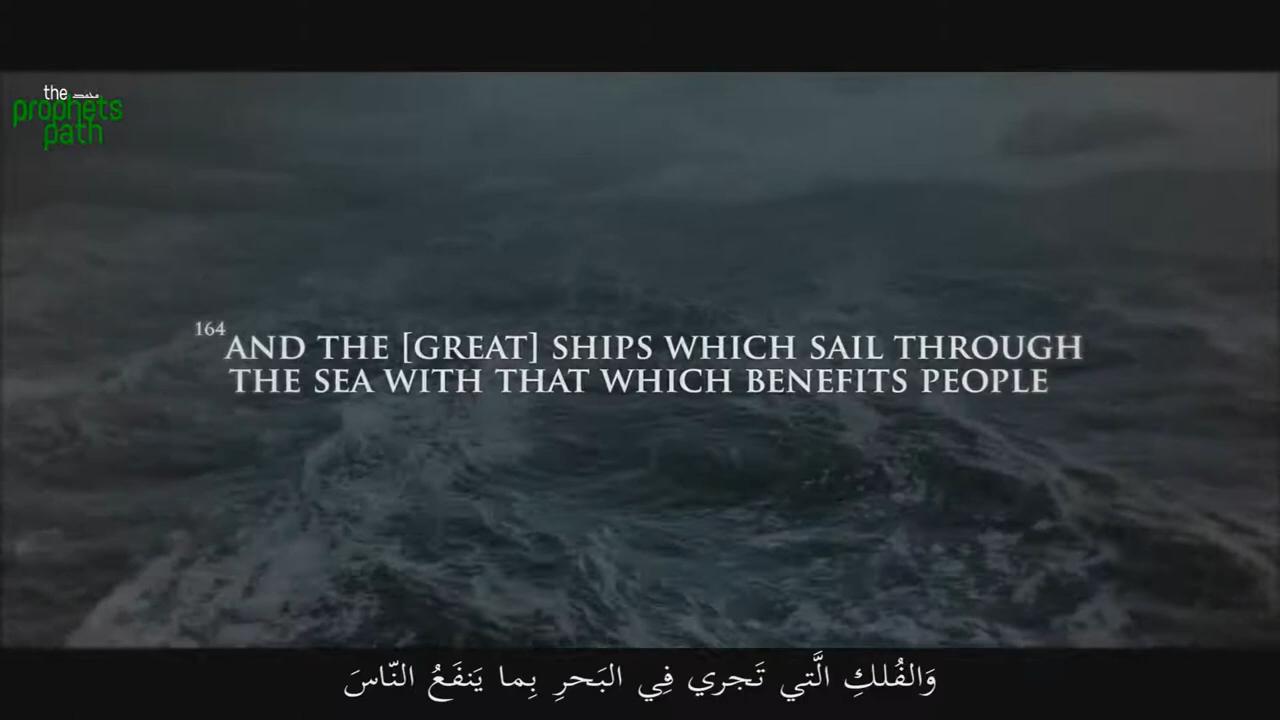 the محمد
prophets
path
164 AND THE [GREAT] SHIPS WHICH SAIL THROUGH
THE SEA WITH THAT WHICH BENEFITS PEOPLE
وَالفُلكِ الَّتي تَجري فِي البَحرِ بِما يَنفَعُ النّاسَ